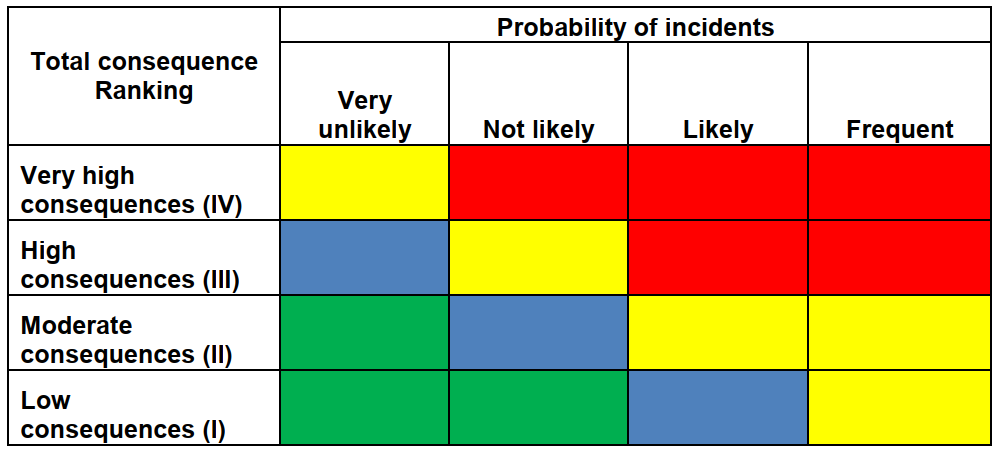 Total consequence
Ranking
Probability of incidents
Very
unlikely
Not likely
Likely
Frequent
Very high
consequences (IV)
High
consequences (III)
Moderate
consequences (II)
Low
consequences (I)